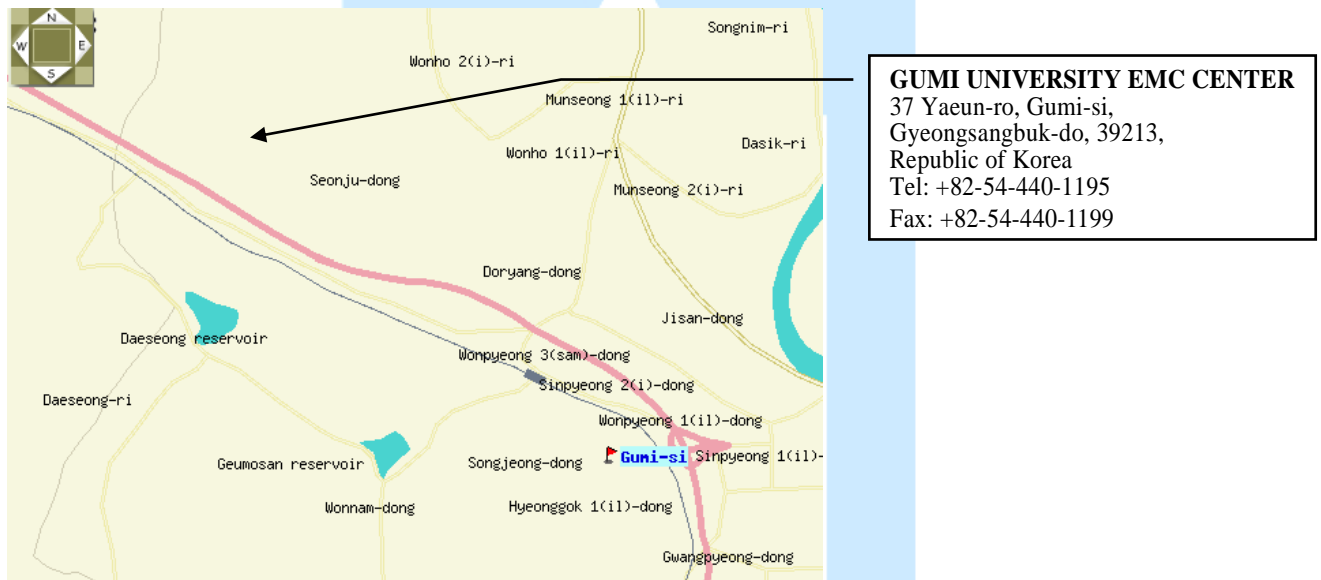 N
W
E
S
Songnim-ri
Wonho 2(i)-ri
Munseong 1(il)-ri
Dasik-ri
Wonho 1(il)-ri
Seonju-dong
Munseong 2(i)-ri
Doryang-dong
Jisan-dong
Daeseong reservoir
Wonpyeong 3(sam)-dong
Sinpyeong 2(i)-dong
Daeseong-ri
Wonpyeong 1(il)-dong
Geumosan reservoir
Songjeong-dong
Gumi-si
Sinpyeong 1(il)-
Wonnam-dong
Hyeonggok 1(il)-dong
Gwangpyeong-dong
GUMI UNIVERSITY EMC CENTER
37 Yaeun-ro, Gumi-si,
Gyeongsangbuk-do, 39213,
Republic of Korea
Tel: +82-54-440-1195
Fax: +82-54-440-1199